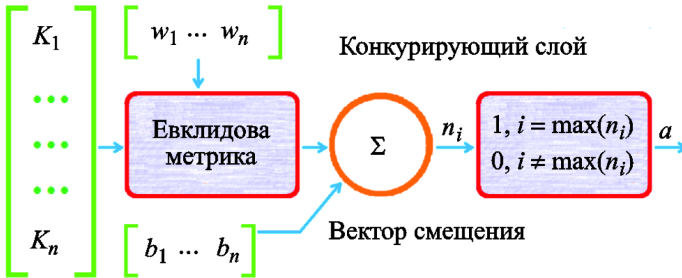 K₁
...
...
...
Kₙ
w₁ ... wₙ
Конкурирующий слой
Евклидова
метрика
Σ
nᵢ
1, i = max(nᵢ)
0, i ≠ max(nᵢ)
a
b₁ ... bₙ
Вектор смещения